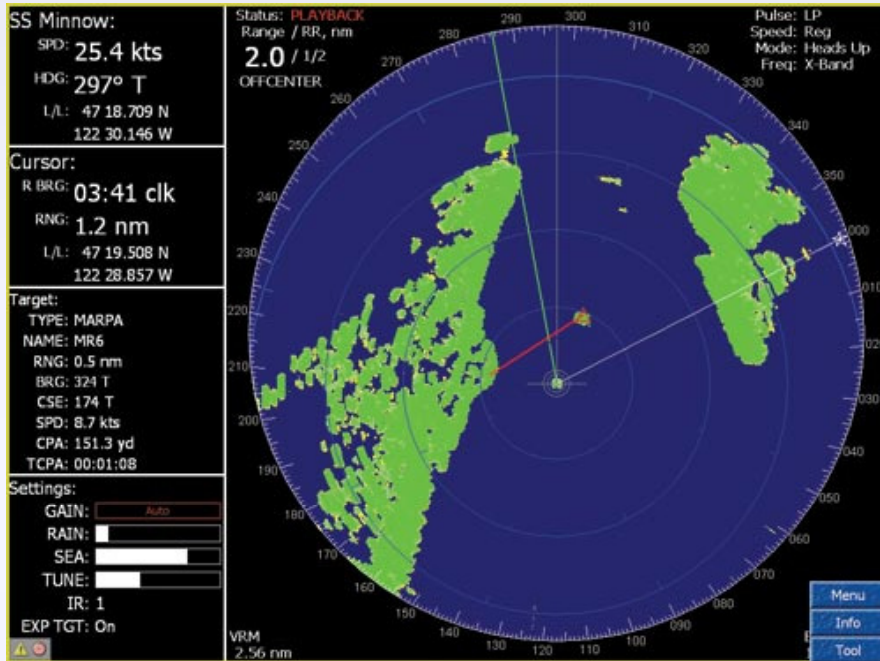 SS Minnow:
SPD: 25.4 kts
HDG: 297° T
L/L: 47 18.709 N
122 30.146 W
Cursor:
R BRG: 03:41 clk
RNG: 1.2 nm
L/L: 47 19.508 N
122 28.857 W
Target:
TYPE: MARPA
NAME: MR6
RNG: 0.5 nm
BRG: 324 T
CSE: 174 T
SPD: 8.7 kts
CPA: 151.3 yd
TCPA: 00:01:08
Settings:
GAIN: Auto
RAIN:
SEA:
TUNE:
IR: 1
EXP TGT: On
Status: PLAYBACK
Range / RR, nm
2.0 / 1/2
OFFCENTER
Pulse: LP
Speed: Reg
Mode: Heads Up
Freq: X-Band
290
300
310
320
330
340
350
000
010
020
030
040
050
060
070
080
090
100
110
116
120
130
140
150
160
170
180
190
200
210
220
230
240
250
260
270
280
VRM
2.56 nm
Menu
Info
Tool